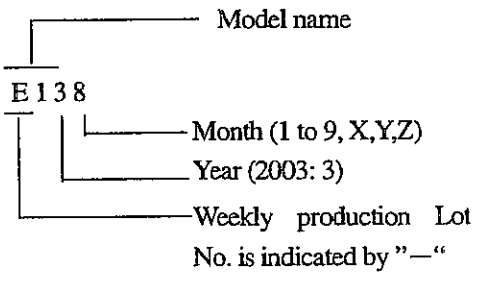 Model name
E138
Month (1 to 9, X,Y,Z)
Year (2003: 3)
Weekly production Lot
No. is indicated by ”—“